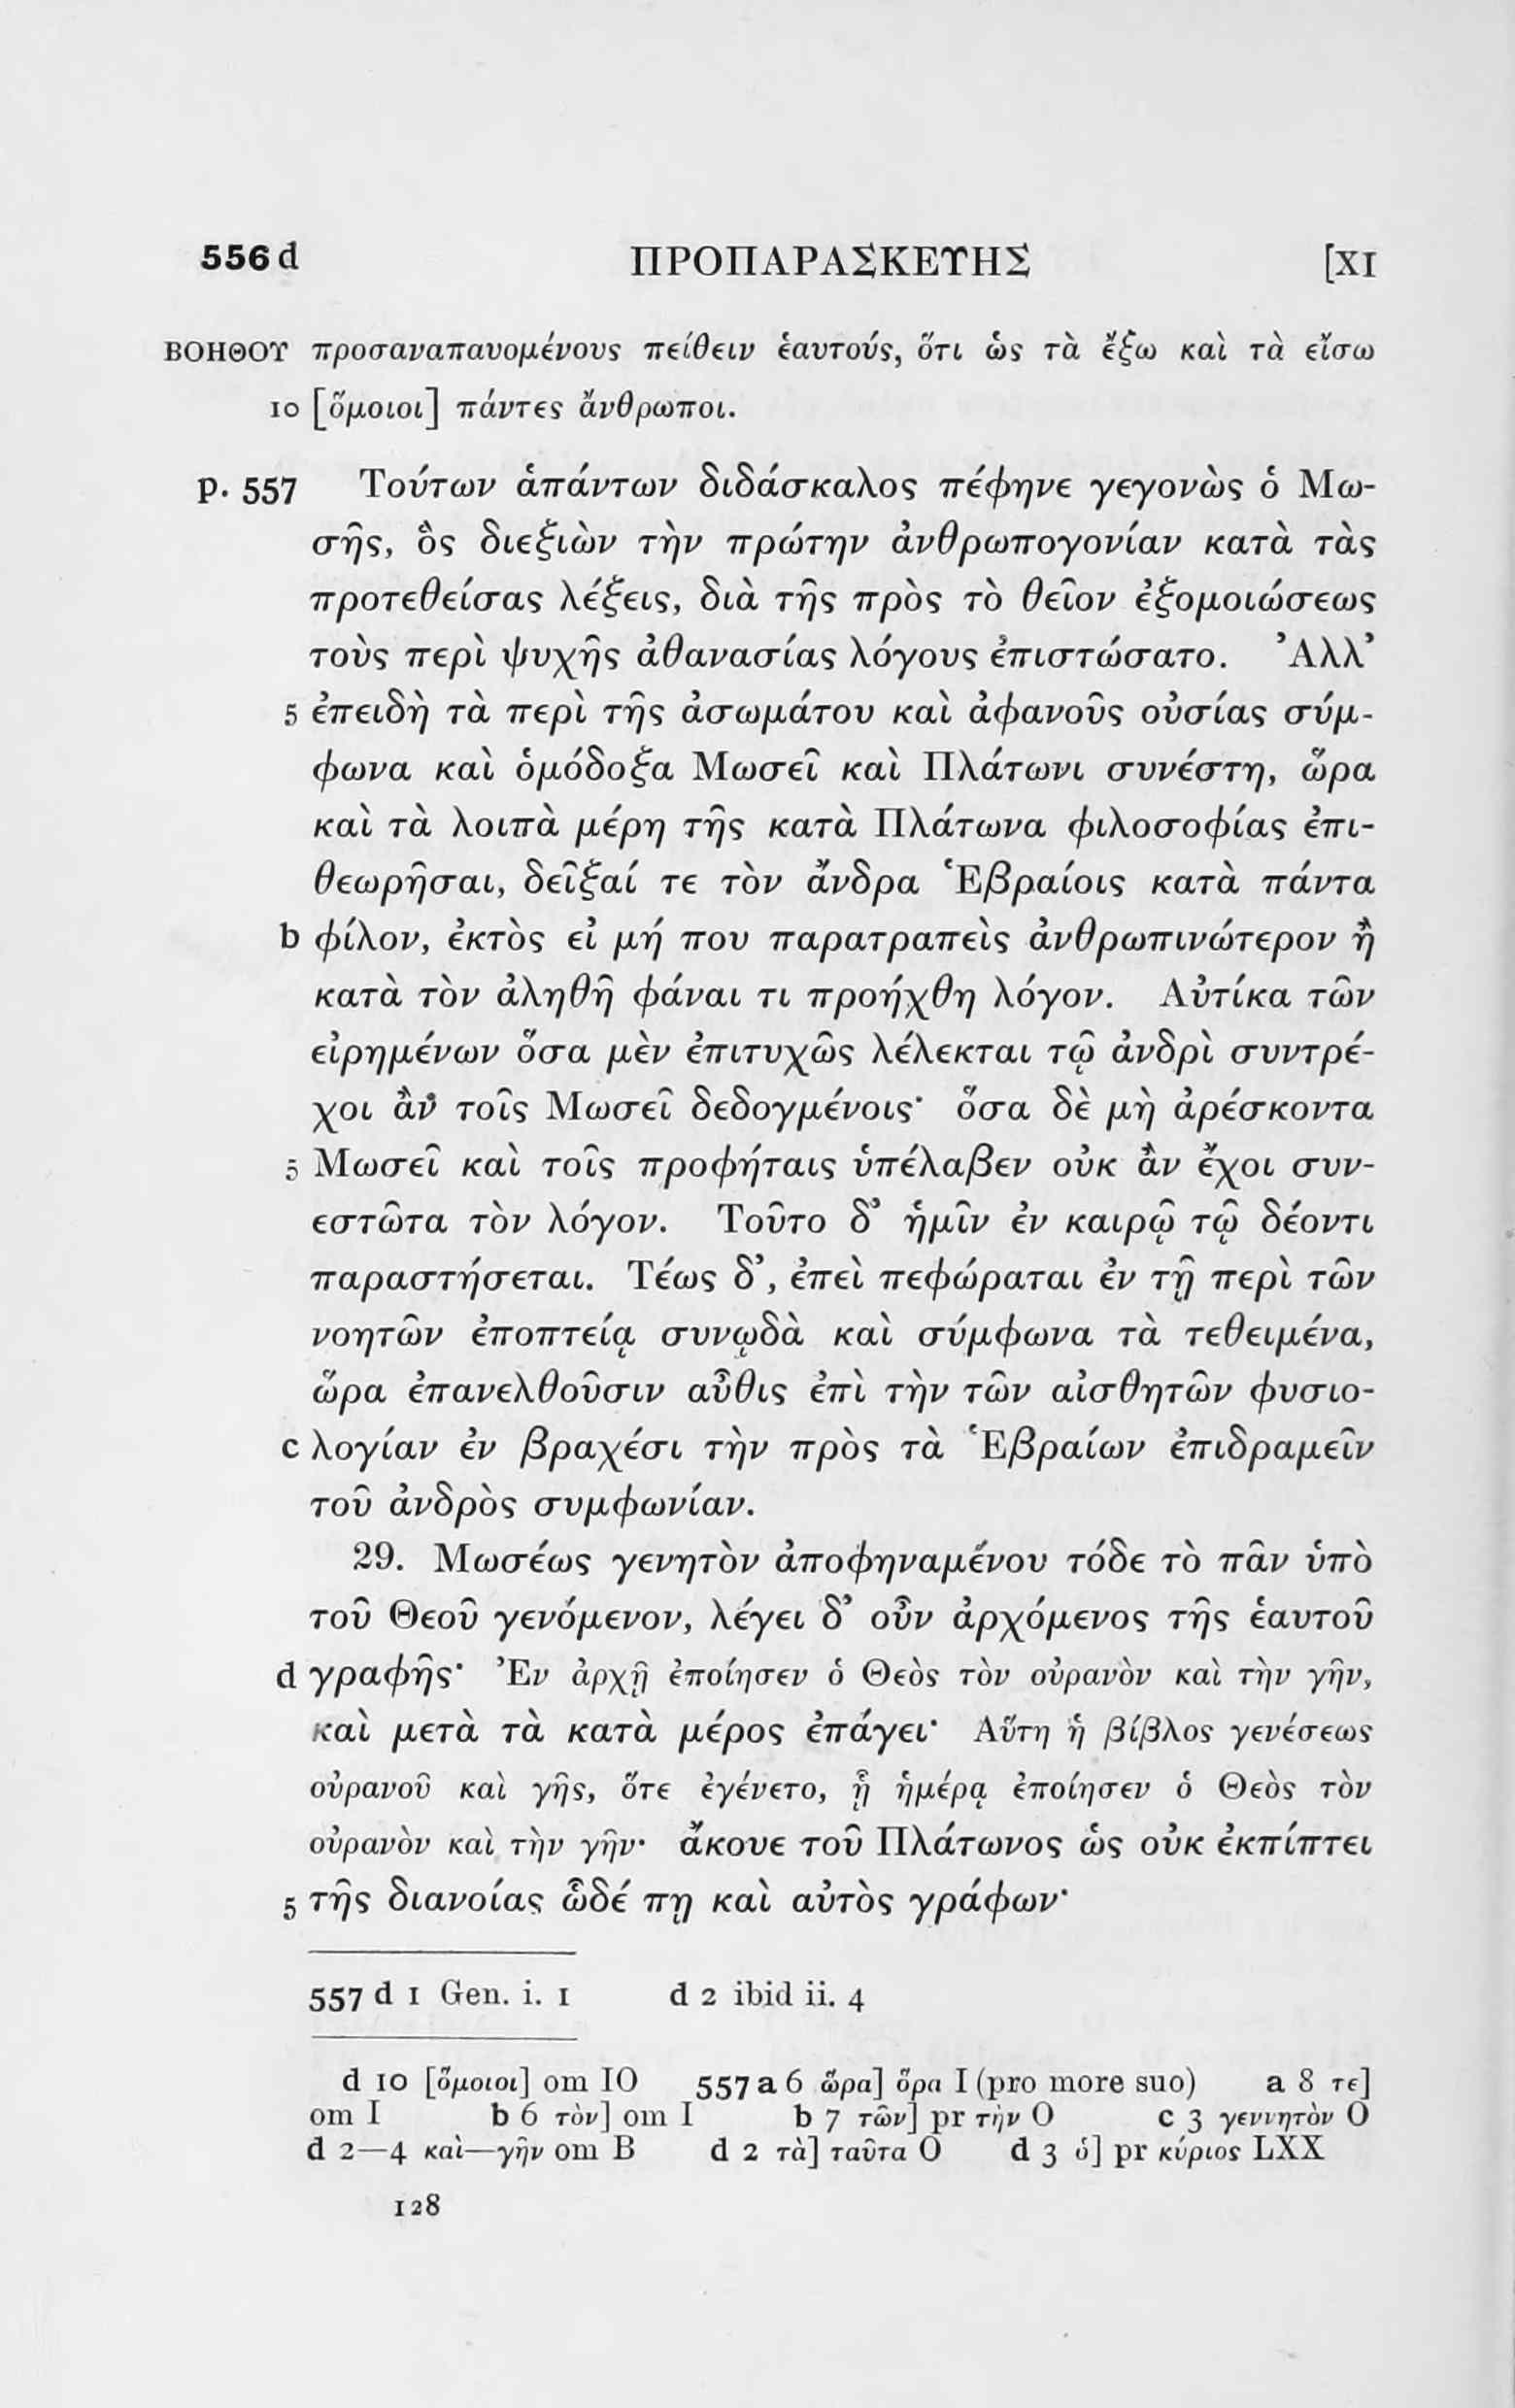 556 d ΠΡΟΠΑΡΑΣΚΕΥΗΣ [XI
ΒΟΗΘΟΥ προσαναπαυομένους πείθειν ἑαυτούς, ὅτι ὡς τὰ ἔξω καὶ τὰ εἴσω
10 [ὅμοιοι] πάντες ἄνθρωποι.
p. 557 Τούτων ἁπάντων διδάσκαλος πέφηνε γεγονὼς ὁ Μω-
σῆς, ὃς διεξιὼν τὴν πρώτην ἀνθρωπογονίαν κατὰ τὰς
προτεθείσας λέξεις, διὰ τῆς πρὸς τὸ θεῖον ἐξομοιώσεως
τοὺς περὶ ψυχῆς ἀθανασίας λόγους ἐπιστώσατο. Ἀλλ’
5 ἐπειδὴ τὰ περὶ τῆς ἀσωμάτου καὶ ἀφανοῦς οὐσίας σύμ-
φωνα καὶ ὁμόδοξα Μωσεῖ καὶ Πλάτωνι συνέστη, ὥρα
καὶ τὰ λοιπὰ μέρη τῆς κατὰ Πλάτωνα φιλοσοφίας ἐπι-
θεωρῆσαι, δεῖξαί τε τὸν ἄνδρα Ἑβραίοις κατὰ πάντα
b φίλον, ἐκτὸς εἰ μή που παρατραπεὶς ἀνθρωπινώτερον ἢ
κατὰ τὸν ἀληθῆ φάναι τι προήχθη λόγον. Αὐτίκα τῶν
εἰρημένων ὅσα μὲν ἐπιτυχῶς λέλεκται τῷ ἀνδρὶ συντρέ-
χοι ἂν τοῖς Μωσεῖ δεδογμένοις· ὅσα δὲ μὴ ἀρέσκοντα
5 Μωσεῖ καὶ τοῖς προφήταις ὑπέλαβεν οὐκ ἂν ἔχοι συν-
εστῶτα τὸν λόγον. Τοῦτο δ’ ἡμῖν ἐν καιρῷ τῷ δέοντι
παραστήσεται. Τέως δ’, ἐπεὶ πεφώραται ἐν τῇ περὶ τῶν
νοητῶν ἐποπτείᾳ συνῳδὰ καὶ σύμφωνα τὰ τεθειμένα,
ὥρα ἐπανελθοῦσιν αὖθις ἐπὶ τὴν τῶν αἰσθητῶν φυσιο-
c λογίαν ἐν βραχέσι τὴν πρὸς τὰ Ἑβραίων ἐπιδραμεῖν
τοῦ ἀνδρὸς συμφωνίαν.
29. Μωσέως γενητὸν ἀποφηναμένου τόδε τὸ πᾶν ὑπὸ
τοῦ Θεοῦ γενόμενον, λέγει δ’ οὖν ἀρχόμενος τῆς ἑαυτοῦ
d γραφῆς· Ἐν ἀρχῇ ἐποίησεν ὁ Θεὸς τὸν οὐρανὸν καὶ τὴν γῆν,
καὶ μετὰ τὰ κατὰ μέρος ἐπάγει· Αὕτη ἡ βίβλος γενέσεως
οὐρανοῦ καὶ γῆς, ὅτε ἐγένετο, ᾗ ἡμέρᾳ ἐποίησεν ὁ Θεὸς τὸν
οὐρανὸν καὶ τὴν γῆν· ἄκουε τοῦ Πλάτωνος ὡς οὐκ ἐκπίπτει
5 τῆς διανοίας ὧδέ πῃ καὶ αὐτὸς γράφων·
557 d 1 Gen. i. 1 d 2 ibid ii. 4
d 10 [ὅμοιοι] om IO 557 a 6 ὥρα] ὅρα I (pro more suo) a 8 τε]
om I b 6 τὸν] om I b 7 τῶν] pr τὴν O c 3 γεννητὸν O
d 2—4 καὶ—γῆν om B d 2 τὰ] ταῦτα O d 3 ὁ] pr κύριος LXX
128